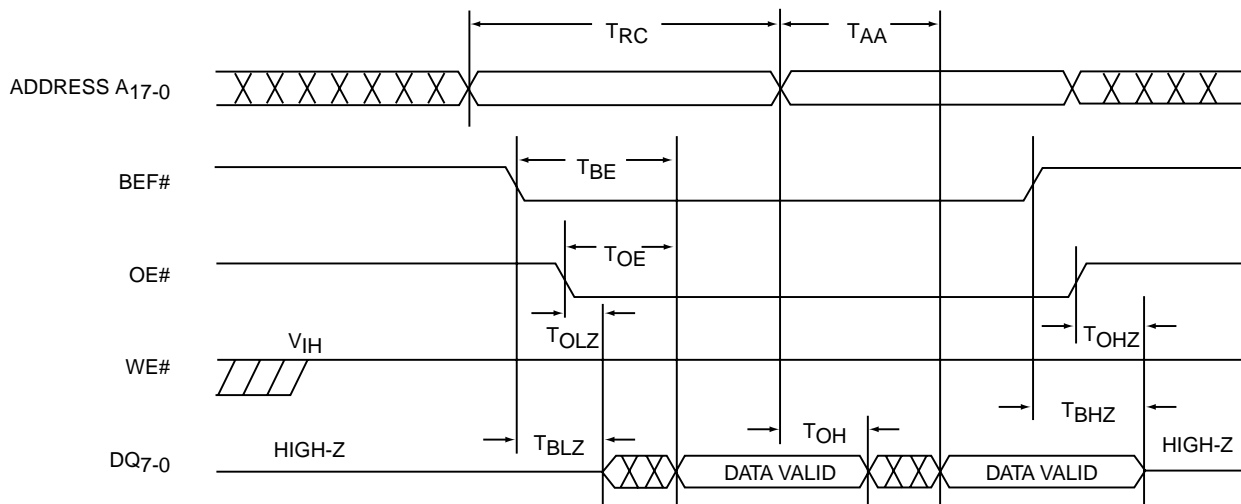 TRC
TAA
ADDRESS A17-0
TBE
BEF#
TOE
OE#
TOLZ
TOHZ
VIH
WE#
TBHZ
TBLZ
TOH
HIGH-Z
HIGH-Z
DQ7-0
DATA VALID
DATA VALID